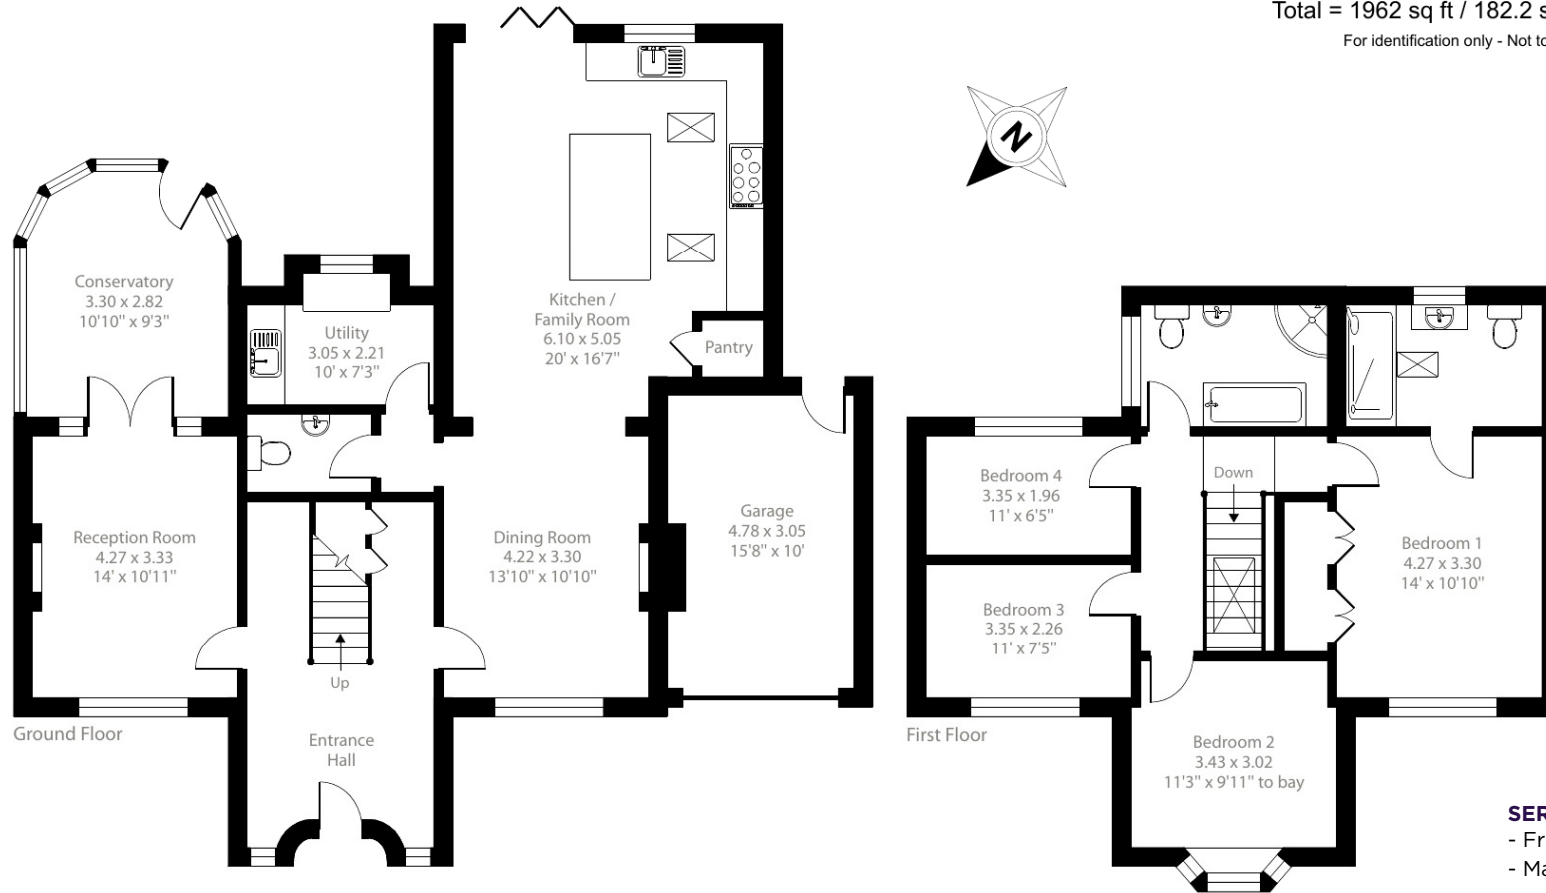 Total = 1962 sq ft / 182.2 s
For identification only - Not to
N
Conservatory
3.30 x 2.82
10'10" x 9'3"
Utility
3.05 x 2.21
10' x 7'3"
Kitchen /
Family Room
6.10 x 5.05
20' x 16'7"
Pantry
Reception Room
4.27 x 3.33
14' x 10'11"
Dining Room
4.22 x 3.30
13'10" x 10'10"
Garage
4.78 x 3.05
15'8" x 10'
Up
Entrance
Hall
Ground Floor
Bedroom 4
3.35 x 1.96
11' x 6'5"
Down
Bedroom 1
4.27 x 3.30
14' x 10'10"
Bedroom 3
3.35 x 2.26
11' x 7'5"
First Floor
Bedroom 2
3.43 x 3.02
11'3" x 9'11" to bay
SER
- Fr
- Ma